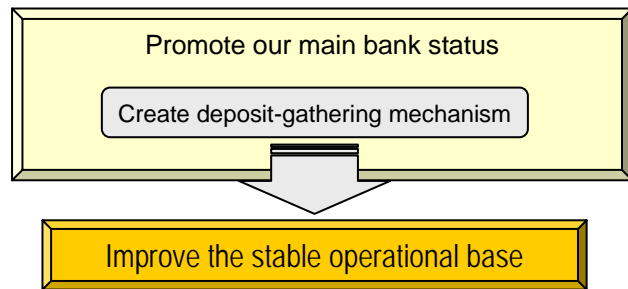 Promote our main bank status
Create deposit-gathering mechanism
Improve the stable operational base